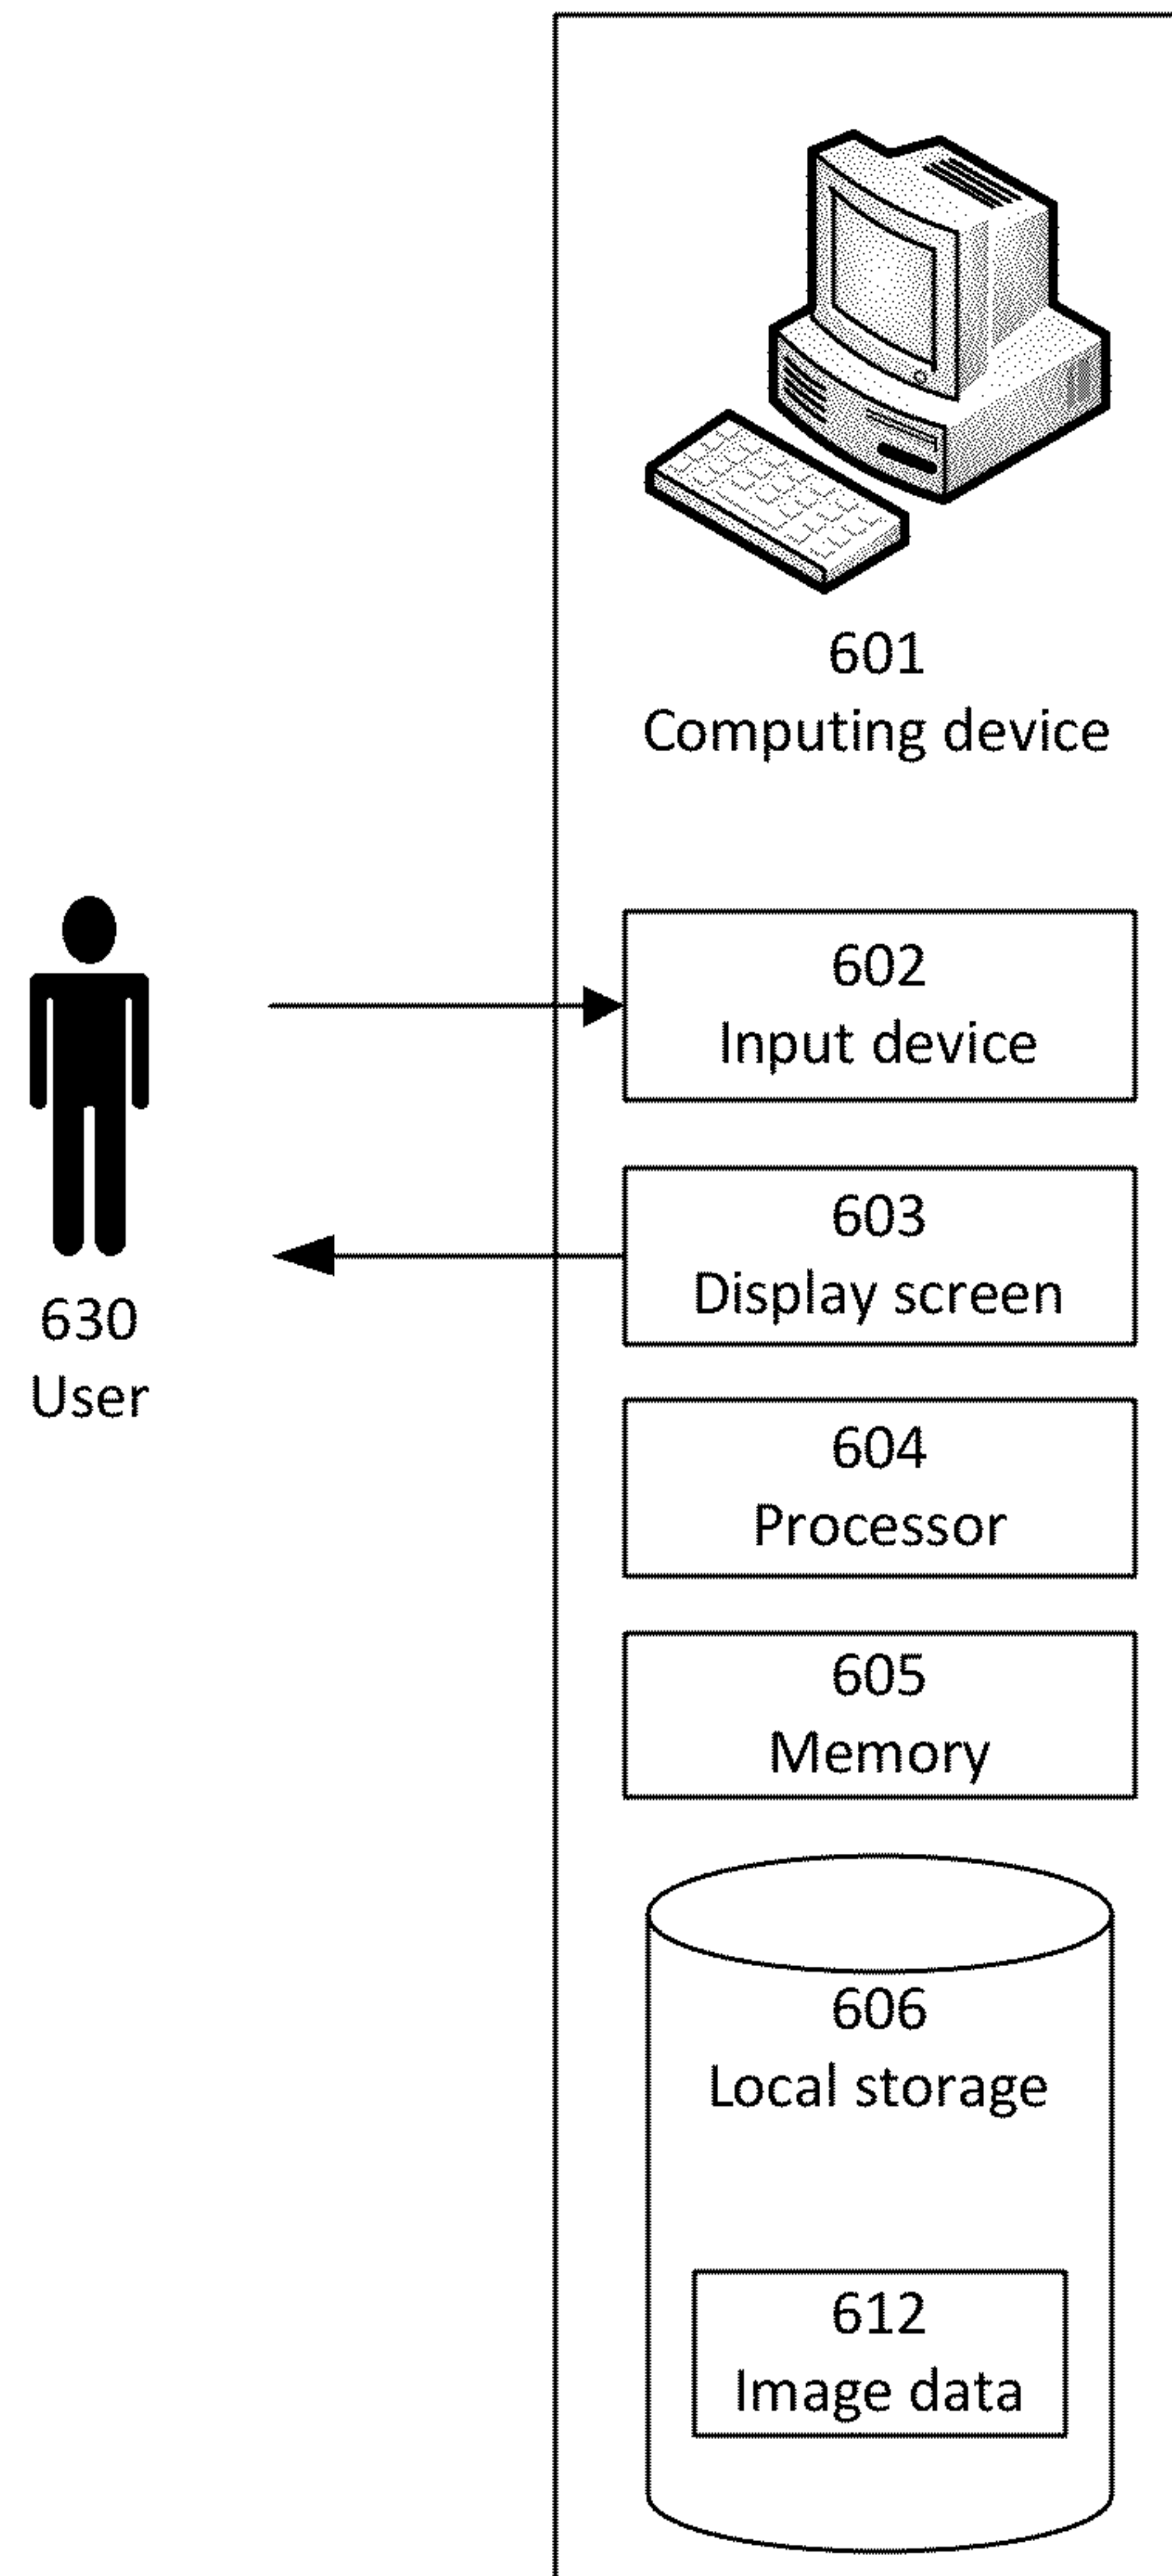 601
Computing device
602
Input device
603
Display screen
630
User
604
Processor
605
Memory
606
Local storage
612
Image data